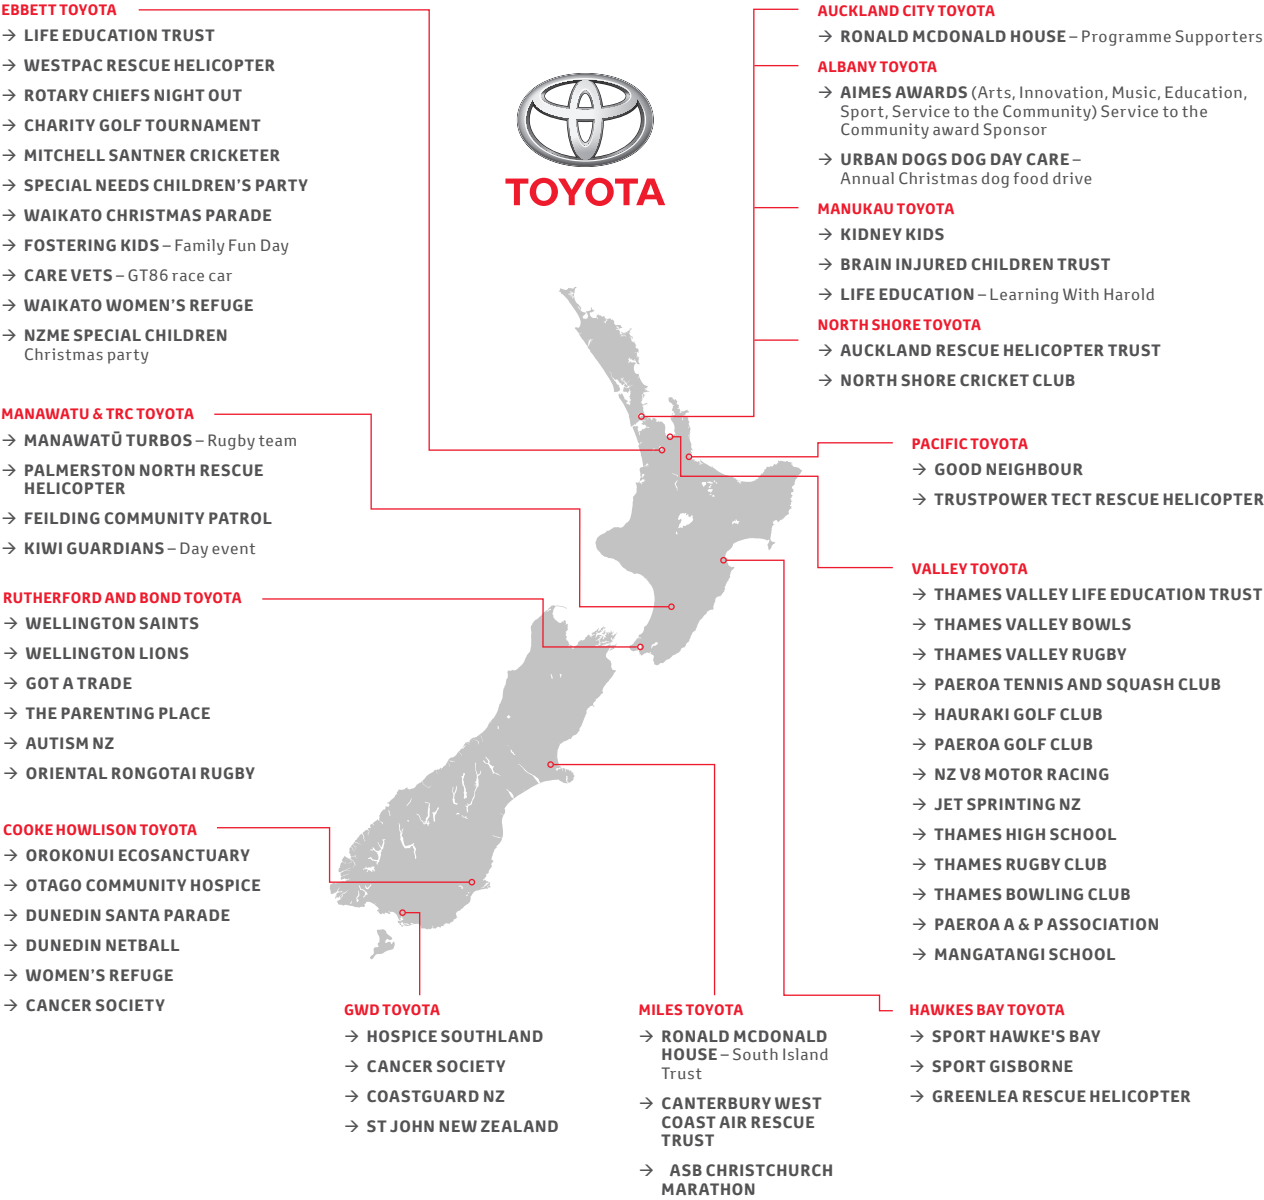 EBBETT TOYOTA
→ LIFE EDUCATION TRUST
→ WESTPAC RESCUE HELICOPTER
→ ROTARY CHIEFS NIGHT OUT
→ CHARITY GOLF TOURNAMENT
→ MITCHELL SANTNER CRICKETER
→ SPECIAL NEEDS CHILDREN’S PARTY
→ WAIKATO CHRISTMAS PARADE
→ FOSTERING KIDS – Family Fun Day
→ CARE VETS – GT86 race car
→ WAIKATO WOMEN’S REFUGE
→ NZME SPECIAL CHILDREN
Christmas party
MANAWATU & TRC TOYOTA
→ MANAWATŪ TURBOS – Rugby team
→ PALMERSTON NORTH RESCUE
HELICOPTER
→ FEILDING COMMUNITY PATROL
→ KIWI GUARDIANS – Day event
RUTHERFORD AND BOND TOYOTA
→ WELLINGTON SAINTS
→ WELLINGTON LIONS
→ GOT A TRADE
→ THE PARENTING PLACE
→ AUTISM NZ
→ ORIENTAL RONGOTAI RUGBY
COOKE HOWLISON TOYOTA
→ OROKONUI ECOSANCTUARY
→ OTAGO COMMUNITY HOSPICE
→ DUNEDIN SANTA PARADE
→ DUNEDIN NETBALL
→ WOMEN’S REFUGE
→ CANCER SOCIETY
TOYOTA
AUCKLAND CITY TOYOTA
→ RONALD MCDONALD HOUSE – Programme Supporters
ALBANY TOYOTA
→ AIMES AWARDS (Arts, Innovation, Music, Education,
Sport, Service to the Community) Service to the
Community award Sponsor
→ URBAN DOGS DOG DAY CARE –
Annual Christmas dog food drive
MANUKAU TOYOTA
→ KIDNEY KIDS
→ BRAIN INJURED CHILDREN TRUST
→ LIFE EDUCATION – Learning With Harold
NORTH SHORE TOYOTA
→ AUCKLAND RESCUE HELICOPTER TRUST
→ NORTH SHORE CRICKET CLUB
PACIFIC TOYOTA
→ GOOD NEIGHBOUR
→ TRUSTPOWER TECT RESCUE HELICOPTER
VALLEY TOYOTA
→ THAMES VALLEY LIFE EDUCATION TRUST
→ THAMES VALLEY BOWLS
→ THAMES VALLEY RUGBY
→ PAEROA TENNIS AND SQUASH CLUB
→ HAURAKI GOLF CLUB
→ PAEROA GOLF CLUB
→ NZ V8 MOTOR RACING
→ JET SPRINTING NZ
→ THAMES HIGH SCHOOL
→ THAMES RUGBY CLUB
→ THAMES BOWLING CLUB
→ PAEROA A & P ASSOCIATION
→ MANGATANGI SCHOOL
GWD TOYOTA
→ HOSPICE SOUTHLAND
→ CANCER SOCIETY
→ COASTGUARD NZ
→ ST JOHN NEW ZEALAND
MILES TOYOTA
→ RONALD MCDONALD
HOUSE – South Island
Trust
→ CANTERBURY WEST
COAST AIR RESCUE
TRUST
→ ASB CHRISTCHURCH
MARATHON
HAWKES BAY TOYOTA
→ SPORT HAWKE'S BAY
→ SPORT GISBORNE
→ GREENLEA RESCUE HELICOPTER